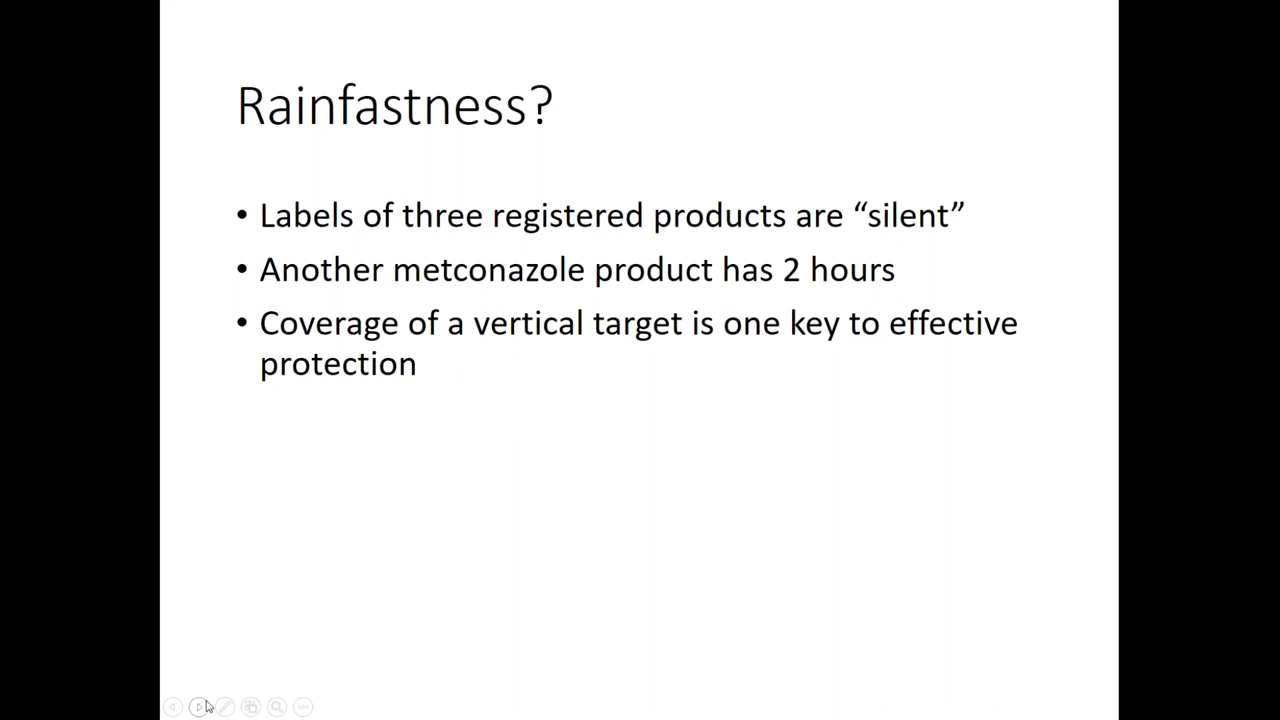 Rainfastness?
• Labels of three registered products are “silent”
• Another metconazole product has 2 hours
• Coverage of a vertical target is one key to effective
protection